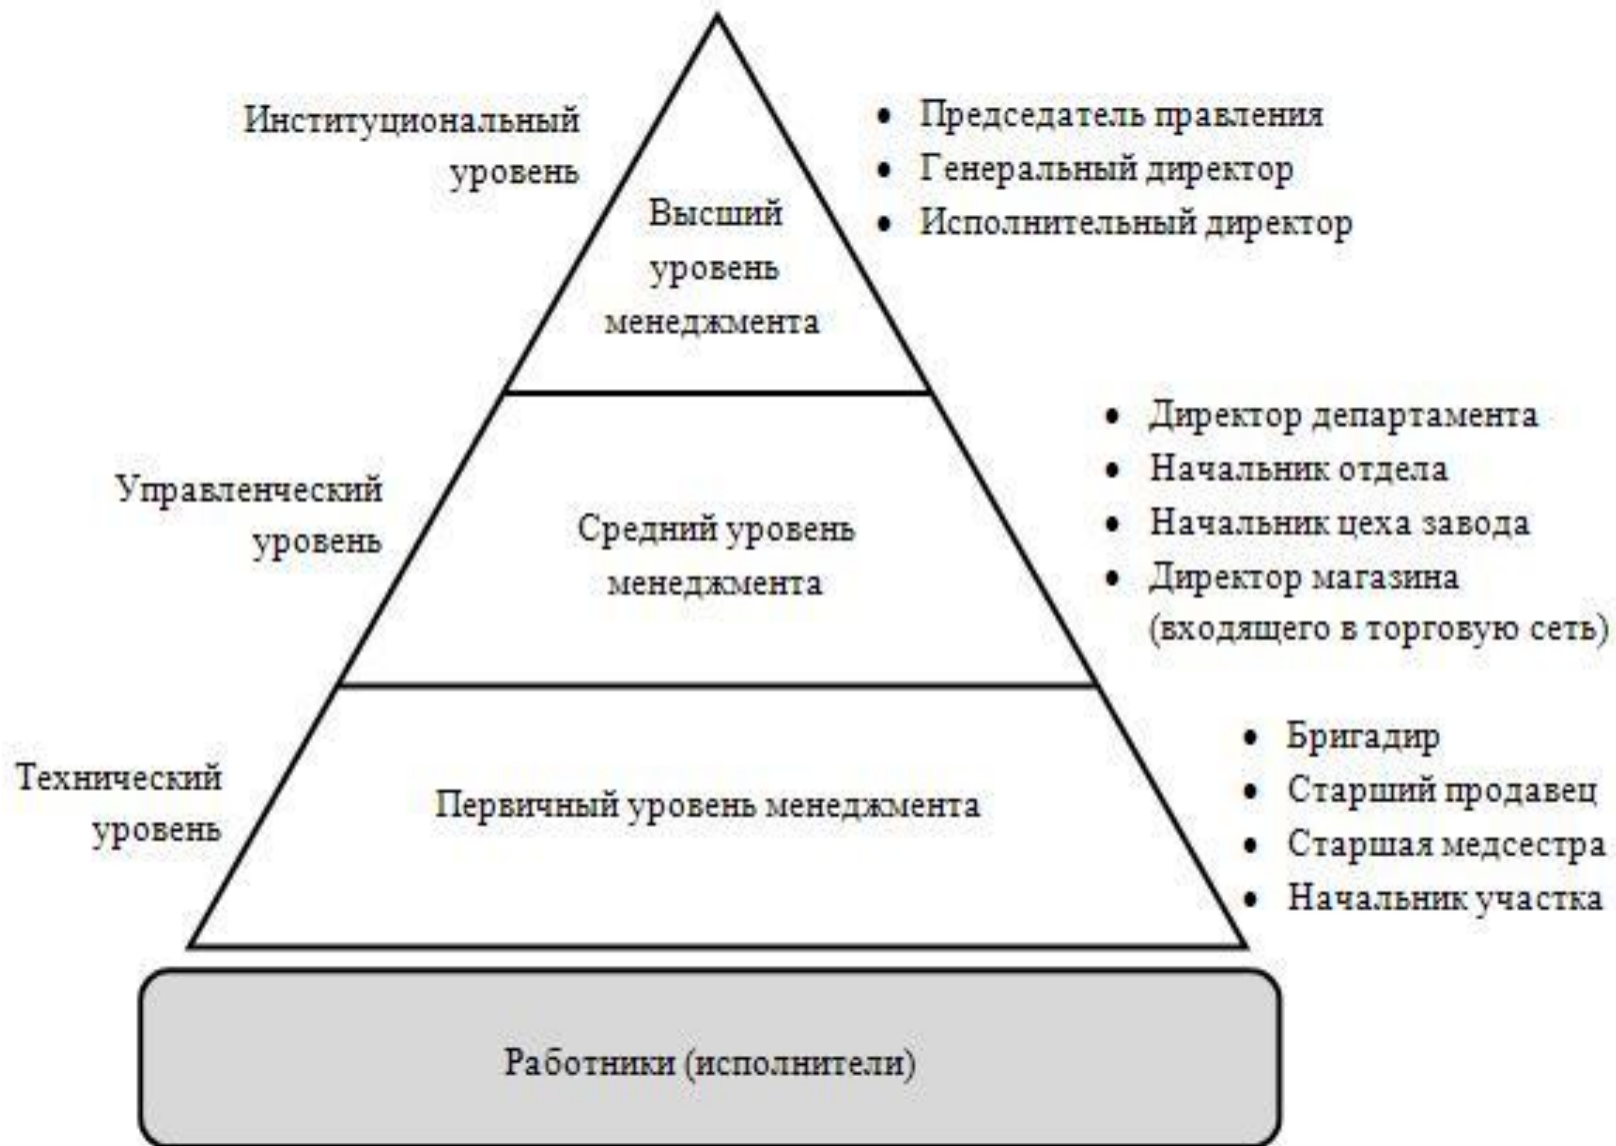 Институциональный
уровень
Высший
уровень
менеджмента
• Председатель правления
• Генеральный директор
• Исполнительный директор
Управленческий
уровень
Средний уровень
менеджмента
• Директор департамента
• Начальник отдела
• Начальник цеха завода
• Директор магазина
(входящего в торговую сеть)
Технический
уровень
Первичный уровень менеджмента
• Бригадир
• Старший продавец
• Старшая медсестра
• Начальник участка
Работники (исполнители)